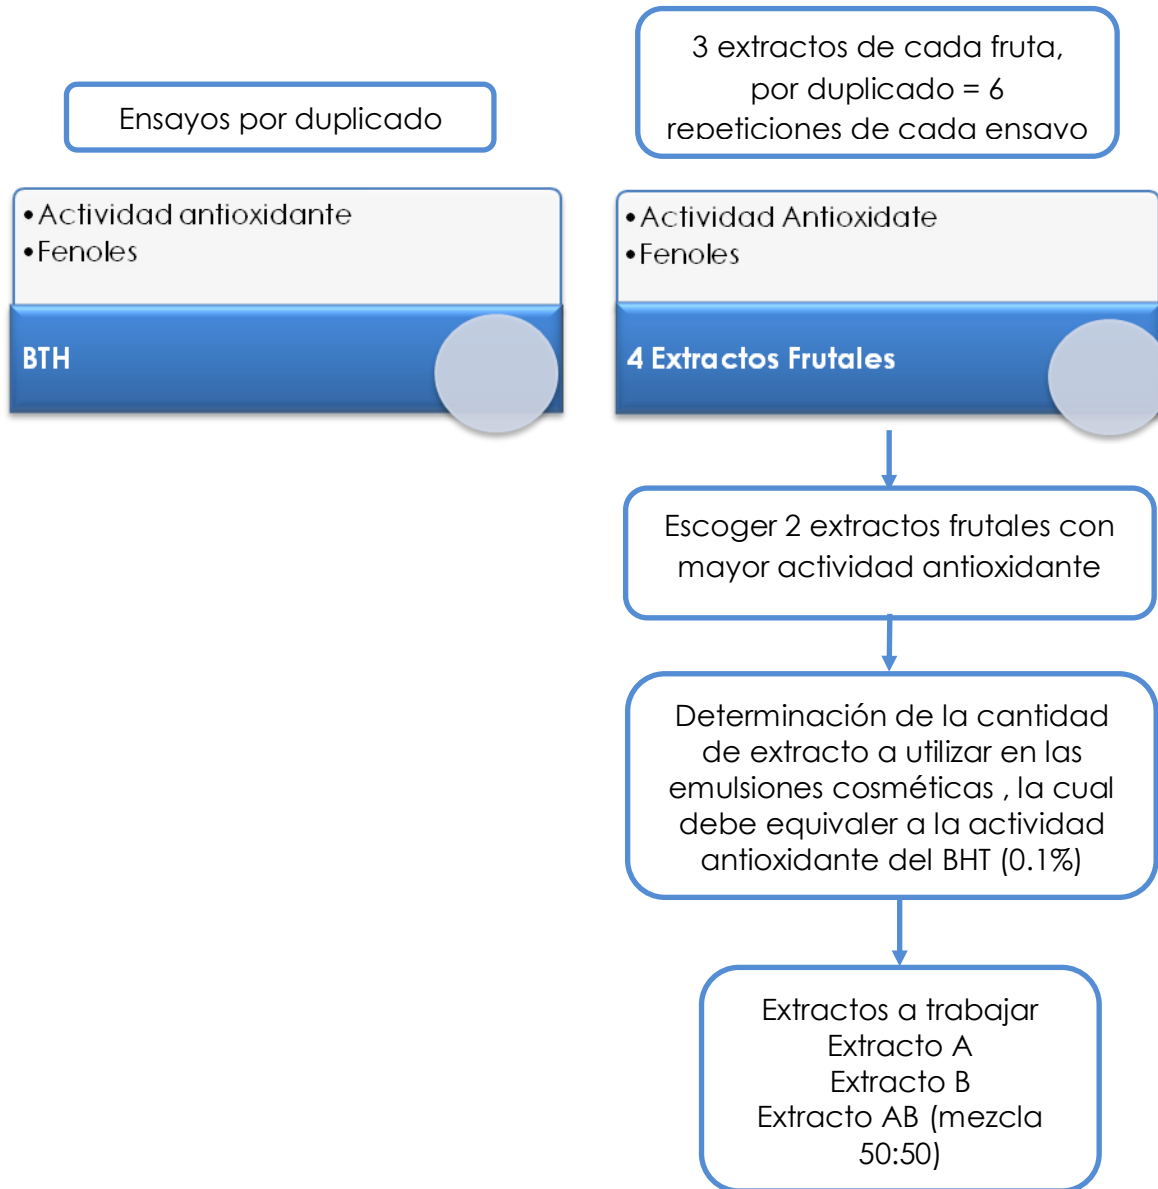 Ensayos por duplicado
3 extractos de cada fruta,
por duplicado = 6
repeticiones de cada ensayo
•Actividad antioxidante
•Fenoles
BTH
•Actividad Antioxidate
•Fenoles
4 Extractos Frutales
Escoger 2 extractos frutales con
mayor actividad antioxidante
Determinación de la cantidad
de extracto a utilizar en las
emulsiones cosméticas , la cual
debe equivaler a la actividad
antioxidante del BHT (0.1%)
Extractos a trabajar
Extracto A
Extracto B
Extracto AB (mezcla
50:50)